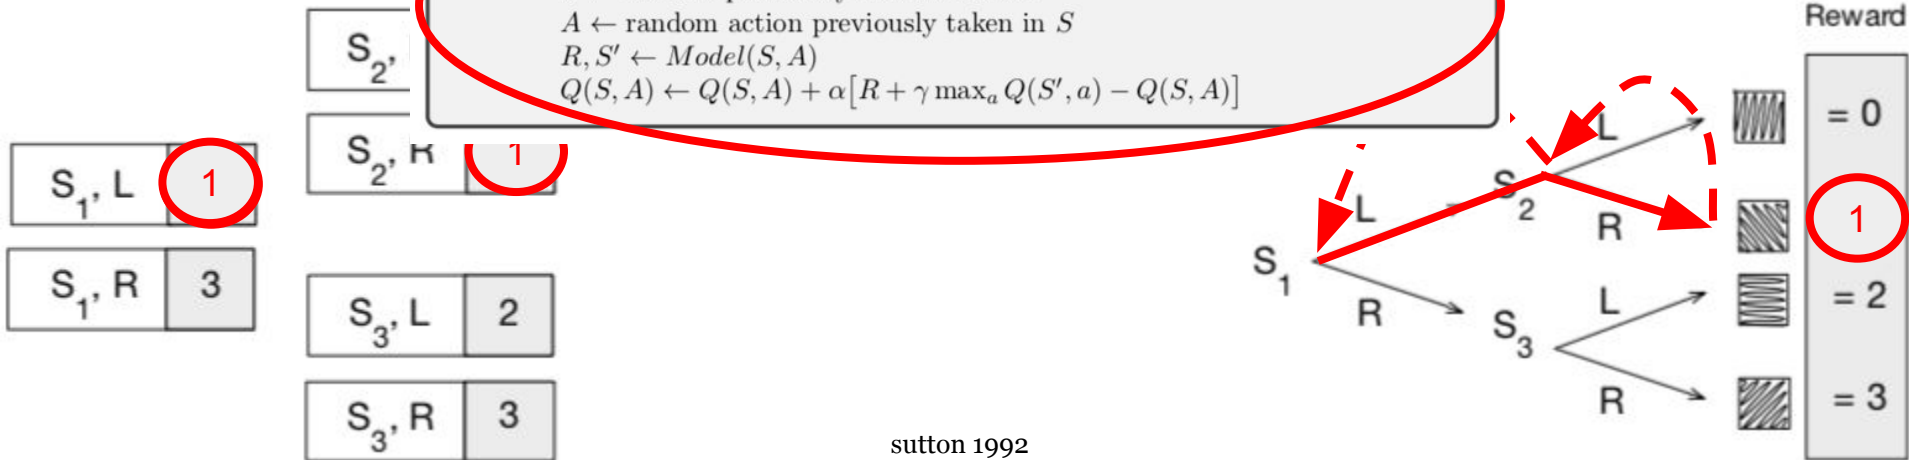 A ← random action previously taken in S
R, S′ ← Model(S, A)
Q(S, A) ← Q(S, A) + α[R + γ maxₐ Q(S′, a) − Q(S, A)]
S₂,
S₂, R 1
S₁, L 1
S₁, R 3
S₃, L 2
S₃, R 3
sutton 1992
Reward
L = 0
S₂
L
R 1
S₁
R
L = 2
S₃
R = 3